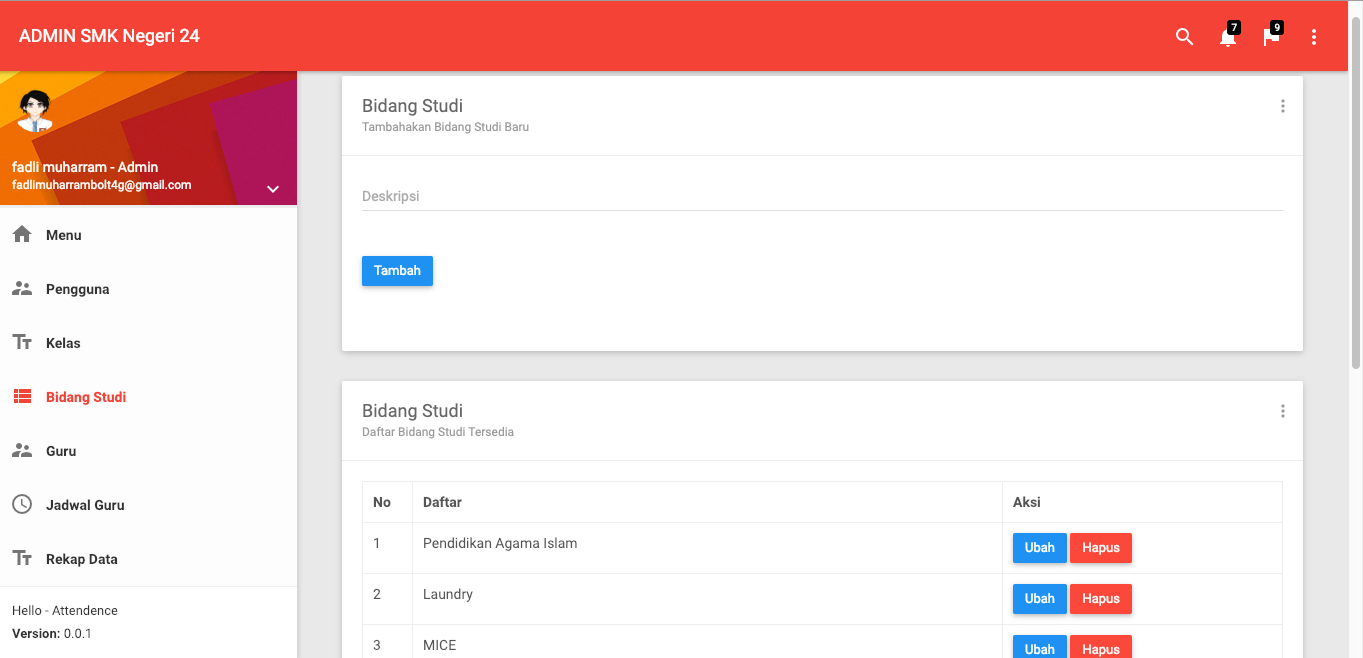 ADMIN SMK Negeri 24
7
9
fadli muharram - Admin
fadlimuharrambolt4g@gmail.com
Menu
Pengguna
Kelas
Bidang Studi
Guru
Jadwal Guru
Rekap Data
Hello - Attendence
Version: 0.0.1
Bidang Studi
Tambahakan Bidang Studi Baru
Deskripsi
Tambah
Bidang Studi
Daftar Bidang Studi Tersedia
No Daftar Aksi
1 Pendidikan Agama Islam Ubah Hapus
2 Laundry Ubah Hapus
3 MICE Ubah Hapus